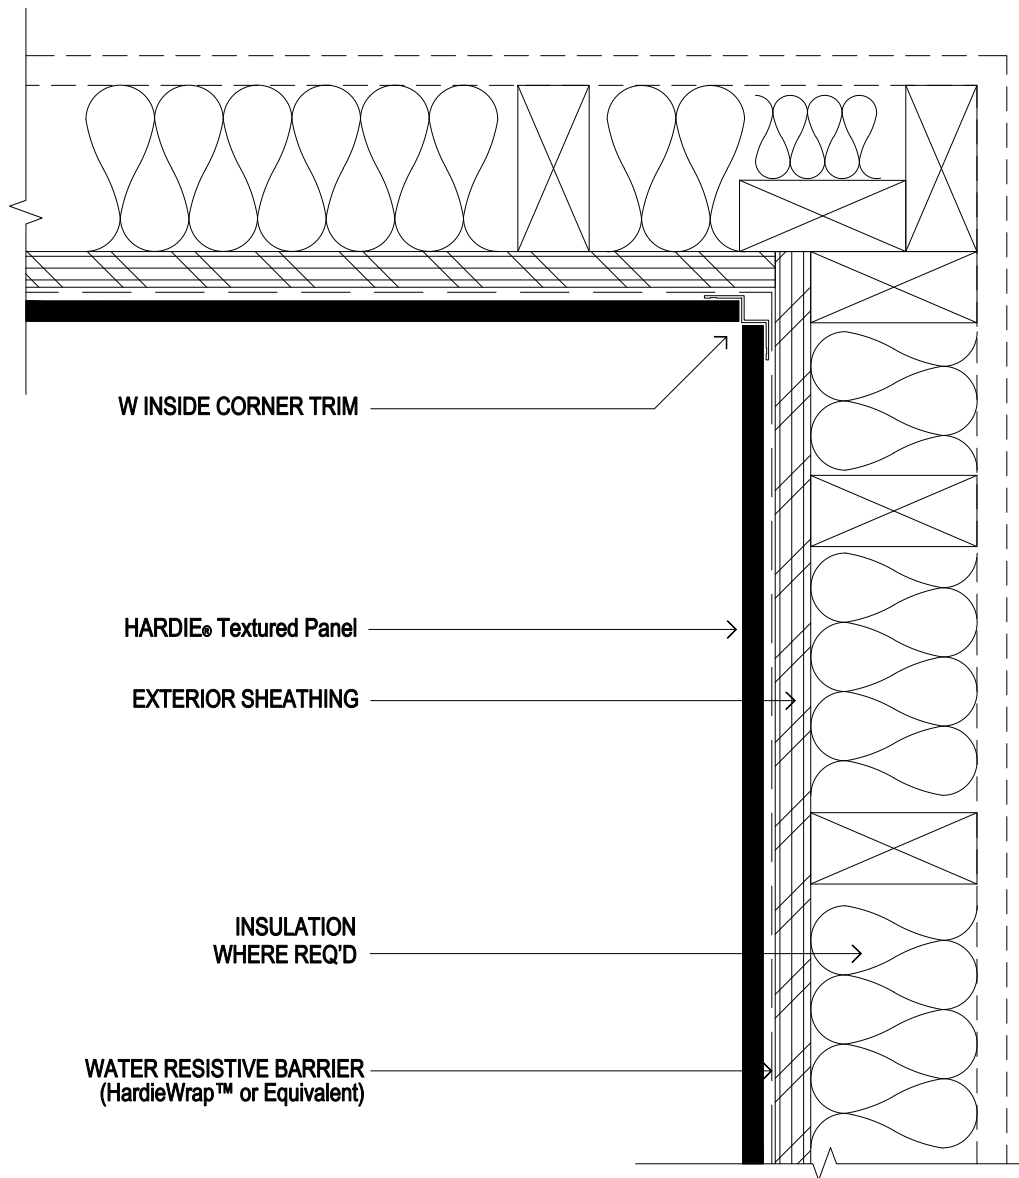 W INSIDE CORNER TRIM
HARDIE® Textured Panel
EXTERIOR SHEATHING
INSULATION
WHERE REQ'D
WATER RESISTIVE BARRIER
(HardieWrap™ or Equivalent)